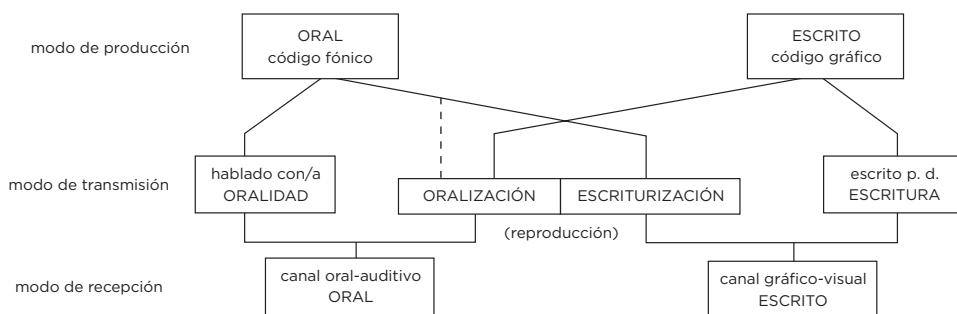 modo de producción
ORAL
código fónico
ESCRITO
código gráfico
modo de transmisión
hablado con/a
ORALIDAD
ORALIZACIÓN
ESCRITURIZACIÓN
escrito p. d.
ESCRITURA
(reproducción)
modo de recepción
canal oral-auditivo
ORAL
canal gráfico-visual
ESCRITO